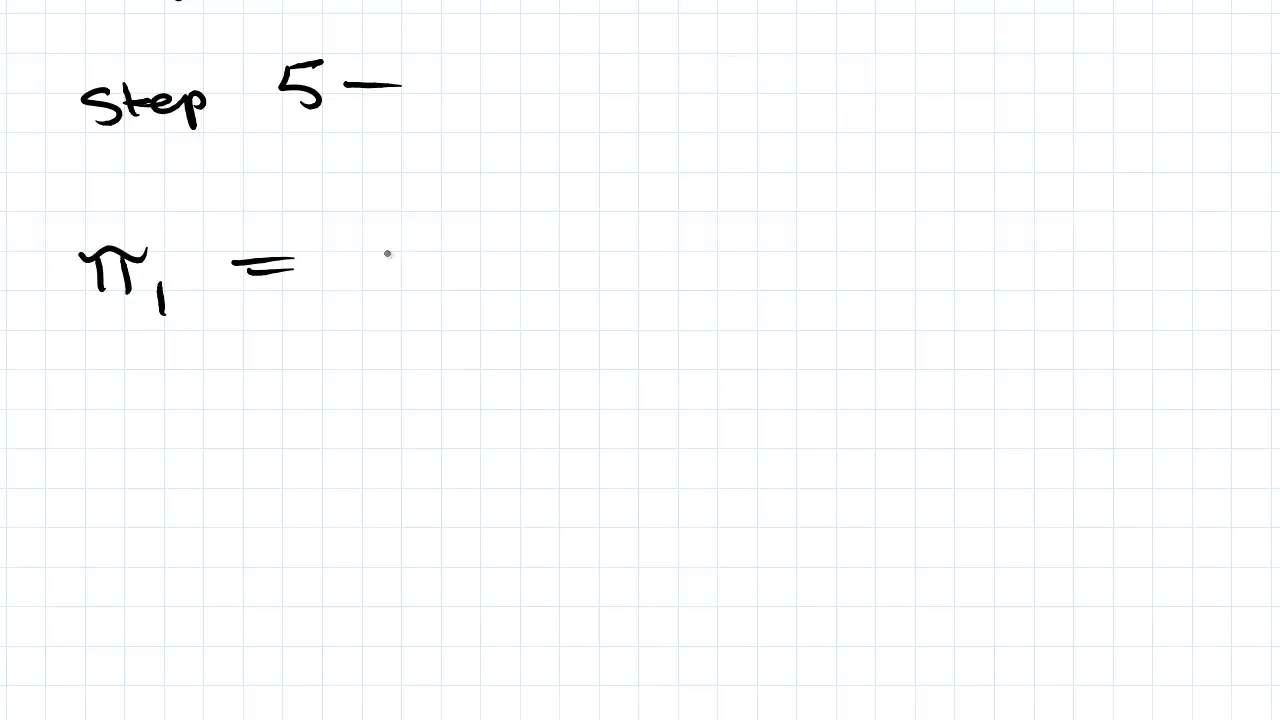 step 5 —
π₁ =